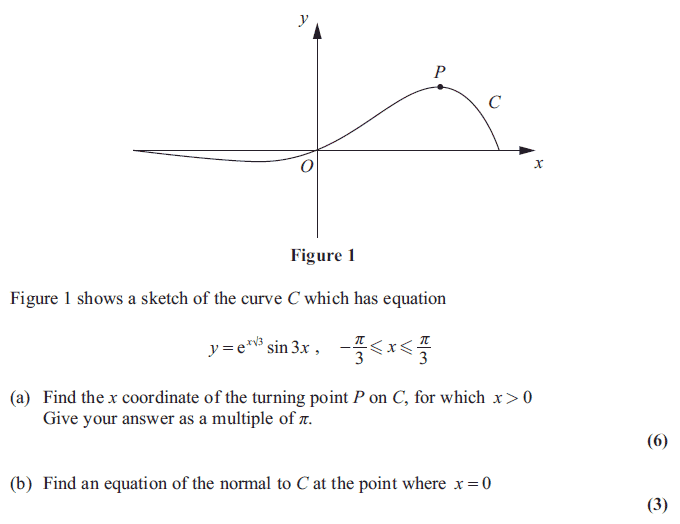 y
P
C
O
x
Figure 1
Figure 1 shows a sketch of the curve C which has equation
y = e^{x√3} sin 3x , −π/3 ⩽ x ⩽ π/3
(a) Find the x coordinate of the turning point P on C, for which x > 0
Give your answer as a multiple of π.
(6)
(b) Find an equation of the normal to C at the point where x = 0
(3)